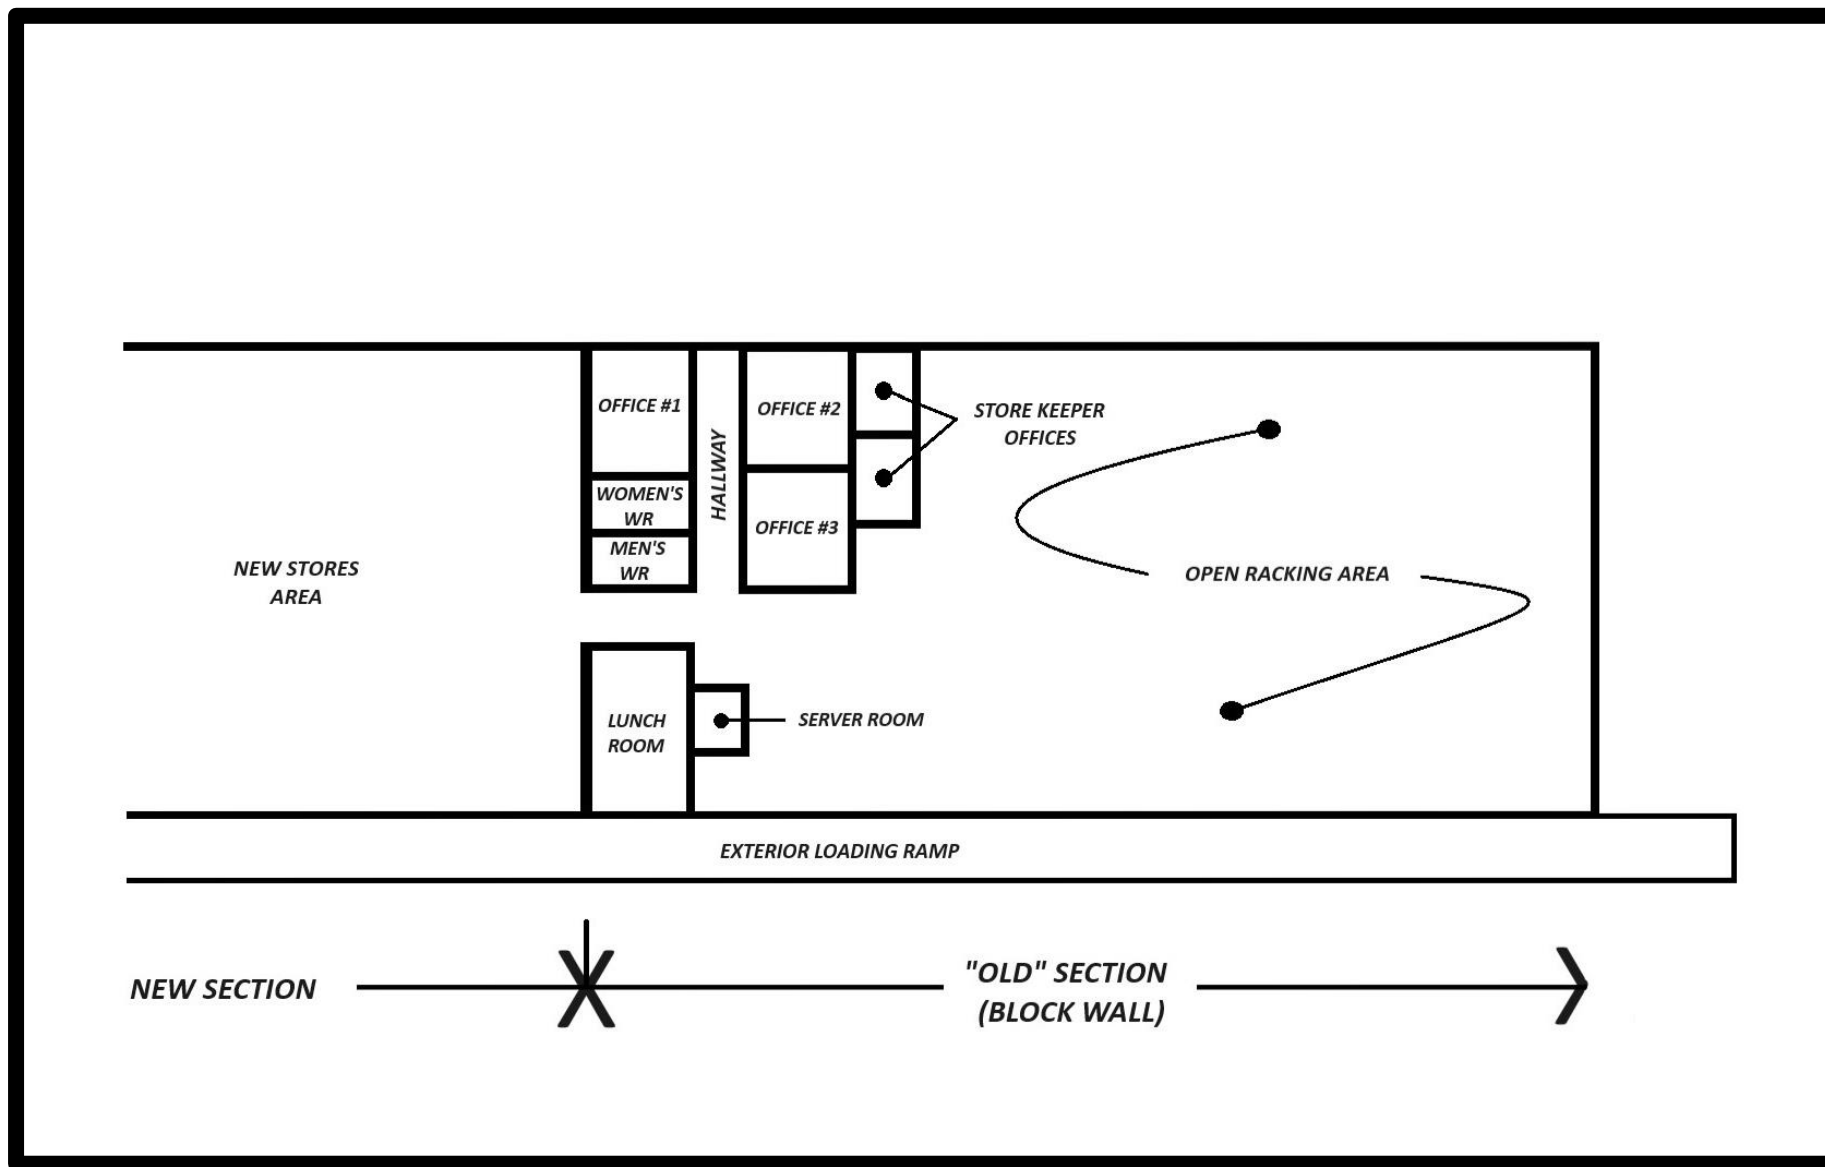 OFFICE #1
OFFICE #2
STORE KEEPER
OFFICES
HALLWAY
WOMEN'S
WR
OFFICE #3
MEN'S
WR
NEW STORES
AREA
OPEN RACKING AREA
LUNCH
ROOM
SERVER ROOM
EXTERIOR LOADING RAMP
NEW SECTION
"OLD" SECTION
(BLOCK WALL)